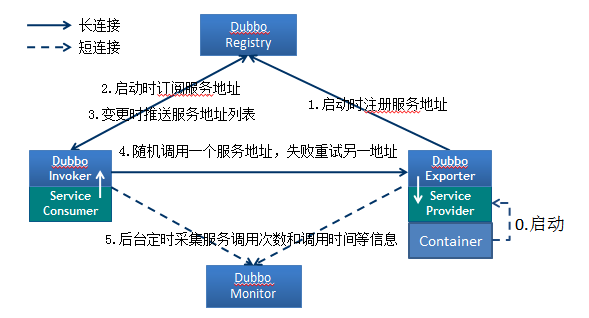 长连接
短连接
Dubbo
Registry
2.启动时订阅服务地址
3.变更时推送服务地址列表
1.启动时注册服务地址
4.随机调用一个服务地址，失败重试另一地址
Dubbo
Invoker
Service
Consumer
Dubbo
Exporter
Service
Provider
Container
0.启动
5.后台定时采集服务调用次数和调用时间等信息
Dubbo
Monitor